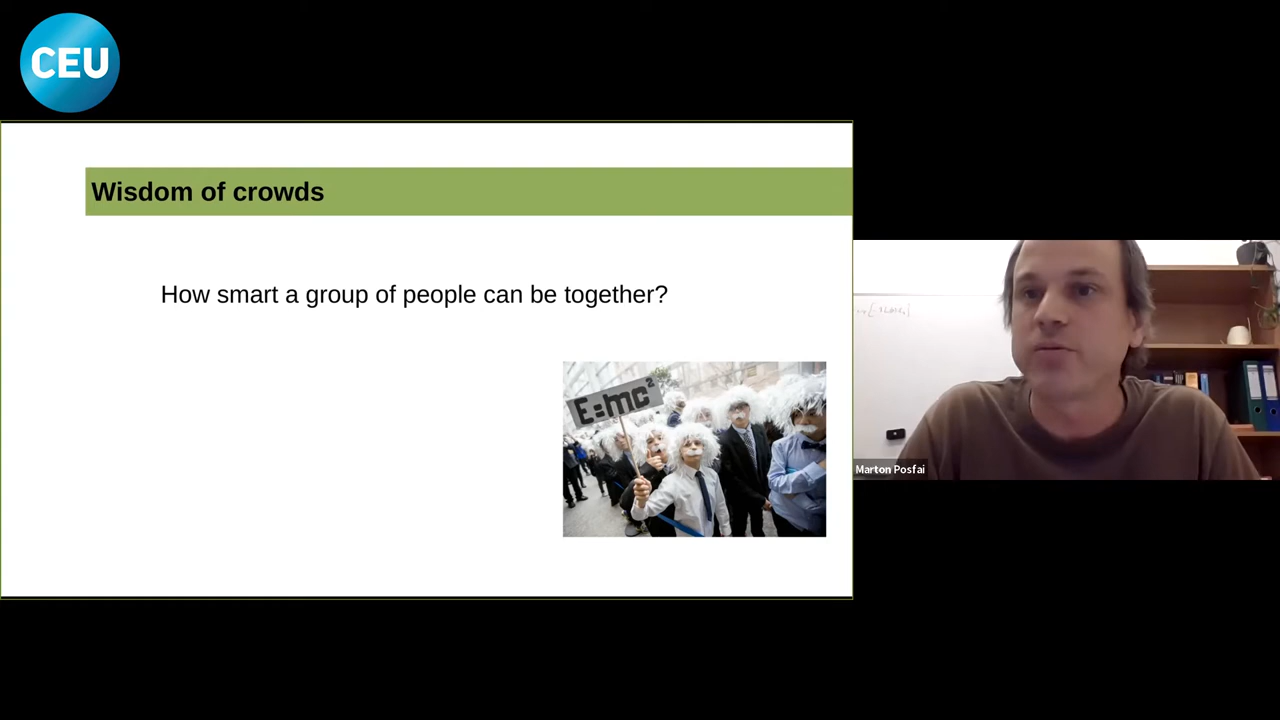 CEU
Wisdom of crowds
How smart a group of people can be together?
E=mc²
Marton Posfai